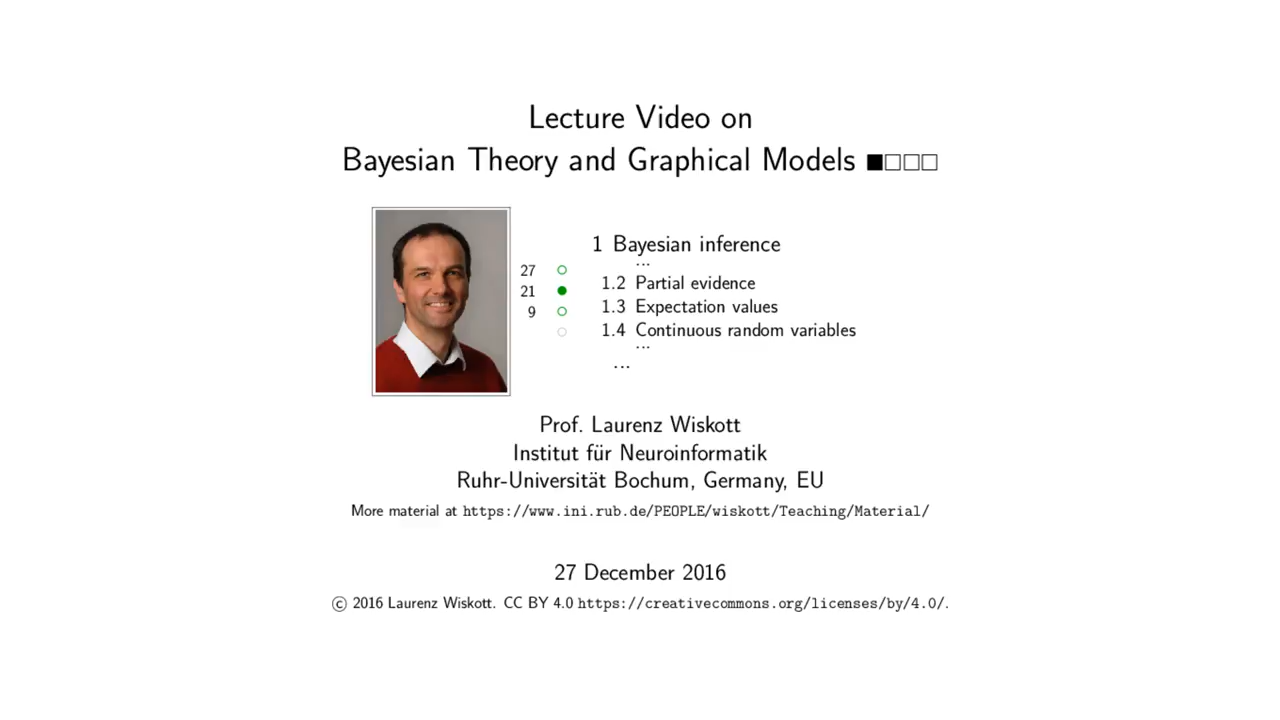 Lecture Video on
Bayesian Theory and Graphical Models
1 Bayesian inference
...
27
1.2 Partial evidence
21
1.3 Expectation values
9
1.4 Continuous random variables
...
...
Prof. Laurenz Wiskott
Institut für Neuroinformatik
Ruhr-Universität Bochum, Germany, EU
More material at https://www.ini.rub.de/PEOPLE/wiskott/Teaching/Material/
27 December 2016
© 2016 Laurenz Wiskott. CC BY 4.0 https://creativecommons.org/licenses/by/4.0/.